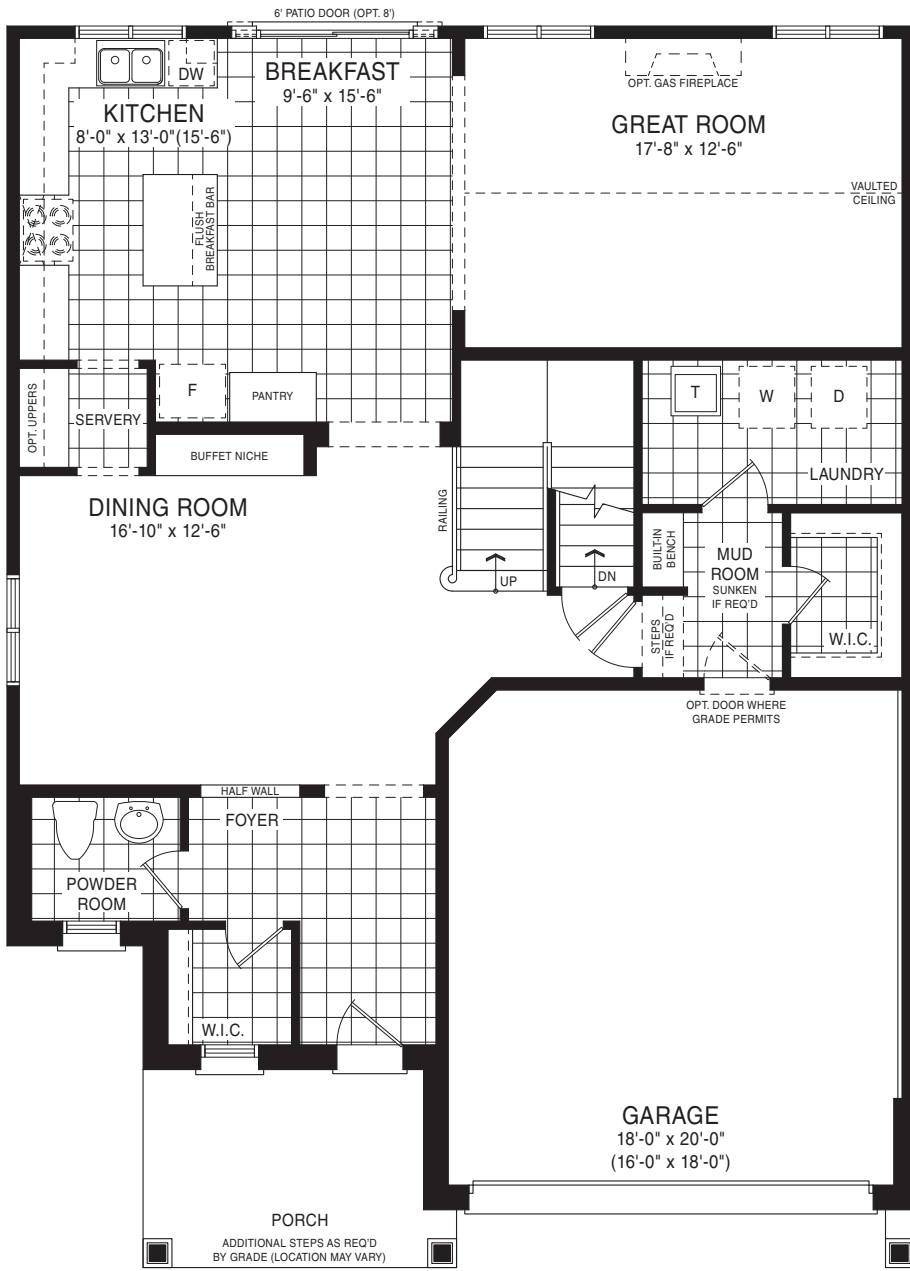 6' PATIO DOOR (OPT. 8')
DW
BREAKFAST
9'-6" x 15'-6"
KITCHEN
8'-0" x 13'-0"(15'-6")
OPT. GAS FIREPLACE
GREAT ROOM
17'-8" x 12'-6"
VAULTED
CEILING
FLUSH
BREAKFAST BAR
OPT. UPPERS
SERVERY
F
PANTRY
BUFFET NICHE
T
W
D
LAUNDRY
DINING ROOM
16'-10" x 12'-6"
RAILING
UP
DN
BUILT-IN
BENCH
MUD
ROOM
SUNKEN
IF REQ'D
STEPS
IF REQ'D
W.I.C.
OPT. DOOR WHERE
GRADE PERMITS
HALF WALL
FOYER
POWDER
ROOM
W.I.C.
GARAGE
18'-0" x 20'-0"
(16'-0" x 18'-0")
PORCH
ADDITIONAL STEPS AS REQ'D
BY GRADE (LOCATION MAY VARY)